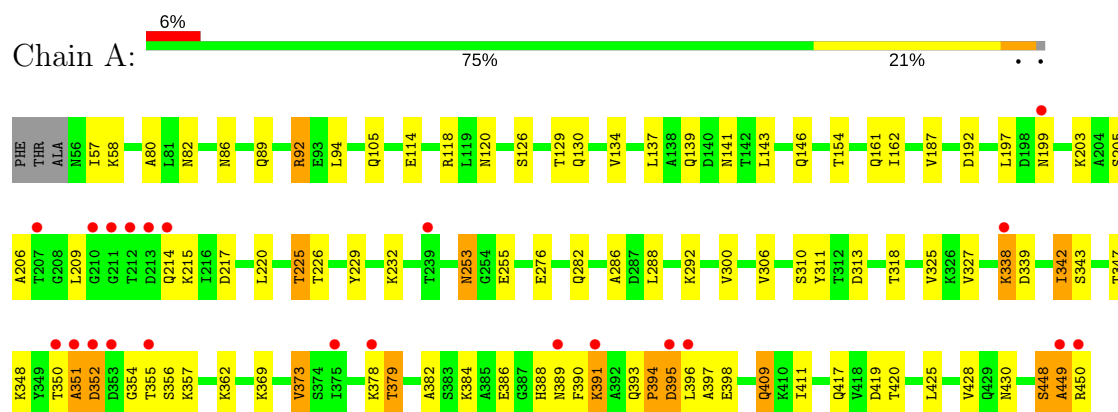 6%
Chain A:
75% 21% • •
PHE THR ALA N56 I57 K58 A80 L81 N82 N86 Q89 R92 E93 L94 Q105 E114 R118 L119 N120 S126 T129 Q130 V134 L137 A138 Q139 D140 N141 T142 L143 Q146 T154 Q161 I162 V187 D192 L197 D198 N199 K203 A204 S205
A206 T207 G208 L209 G210 G211 T212 D213 Q214 K215 I216 D217 L220 T225 T226 Y229 K232 T239 N253 G254 E255 E276 Q282 A286 D287 L288 K292 V300 V306 S310 Y311 T312 D313 T318 V325 K326 V327 K338 D339 I342 S343 T347
K348 Y349 T350 A351 D352 D353 G354 T355 S356 K357 K362 K369 V373 S374 I375 K378 T379 A382 S383 K384 A385 E386 G387 H388 N389 F390 K391 A392 Q393 P394 D395 L396 A397 E398 Q409 K410 I411 Q417 V418 D419 T420 L425 V428 Q429 N430 S448 A449 R450